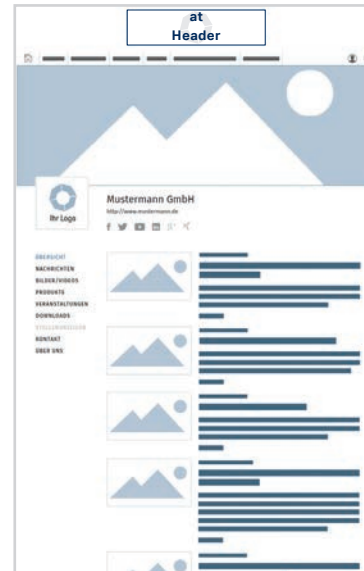 at
Header
Mustermann GmbH
http://www.mustermann.de
Ihr Logo
ÜBERSICHT
NACHRICHTEN
BILDER/VIDEOS
PRODUKTE
VERANSTALTUNGEN
DOWNLOADS
STELLENANZEIGEN
KONTAKT
ÜBER UNS